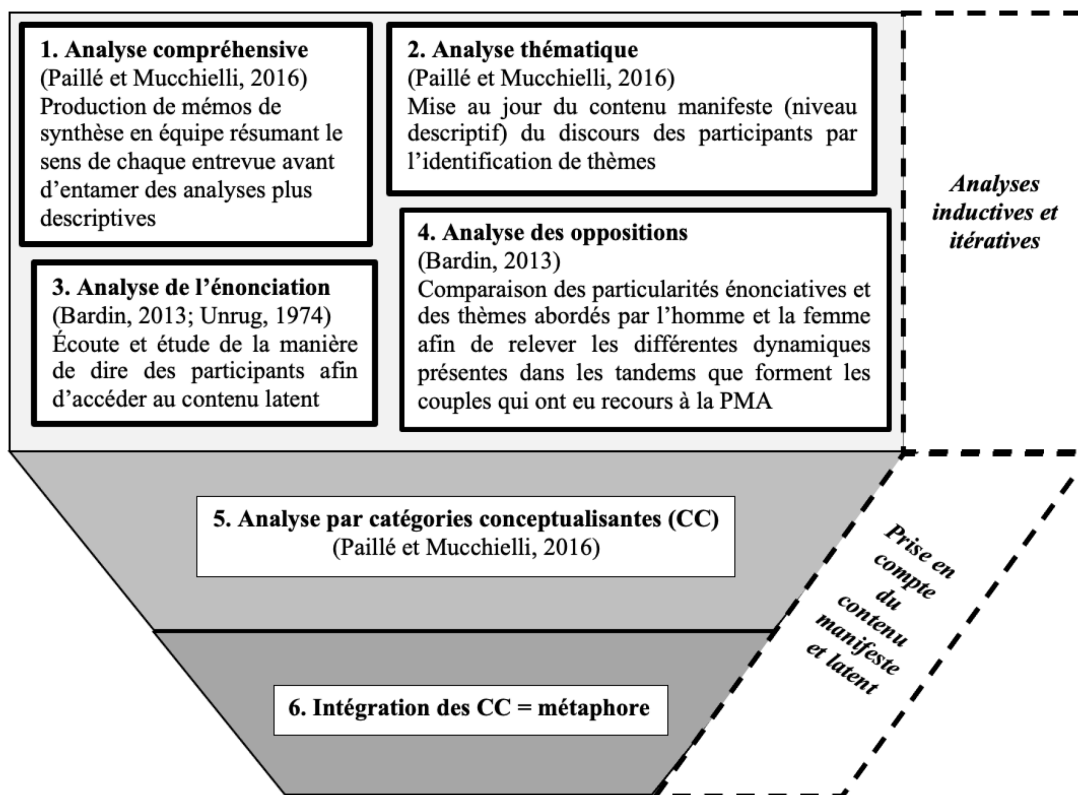 1. Analyse compréhensive
(Paillé et Mucchielli, 2016)
Production de mémos de
synthèse en équipe résumant le
sens de chaque entrevue avant
d’entamer des analyses plus
descriptives
2. Analyse thématique
(Paillé et Mucchielli, 2016)
Mise au jour du contenu manifeste (niveau
descriptif) du discours des participants par
l’identification de thèmes
3. Analyse de l’énonciation
(Bardin, 2013; Unrug, 1974)
Écoute et étude de la manière
de dire des participants afin
d’accéder au contenu latent
4. Analyse des oppositions
(Bardin, 2013)
Comparaison des particularités énonciatives et
des thèmes abordés par l’homme et la femme
afin de relever les différentes dynamiques
présentes dans les tandems que forment les
couples qui ont eu recours à la PMA
Analyses
inductives et
itératives
5. Analyse par catégories conceptualisantes (CC)
(Paillé et Mucchielli, 2016)
Prise en
compte
du
contenu
manifeste
et latent
6. Intégration des CC = métaphore